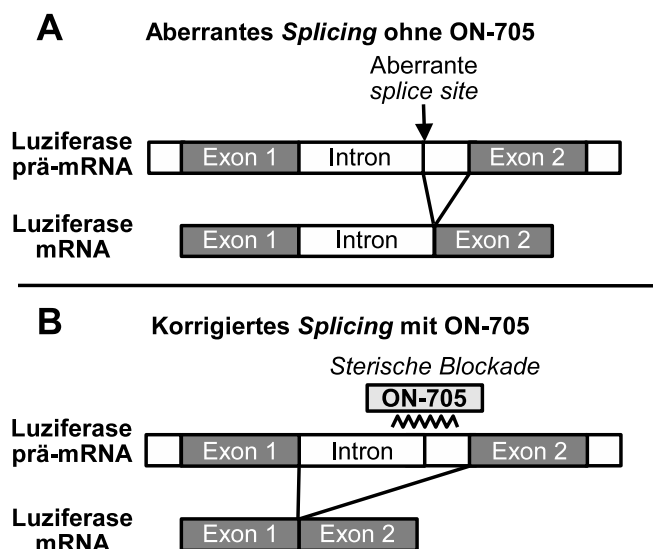 A
Aberrantes Splicing ohne ON-705
Aberrante
splice site
Luziferase
prä-mRNA
Exon 1
Intron
Exon 2
Luziferase
mRNA
Exon 1
Intron
Exon 2
B
Korrigiertes Splicing mit ON-705
Sterische Blockade
ON-705
Luziferase
prä-mRNA
Exon 1
Intron
Exon 2
Luziferase
mRNA
Exon 1
Exon 2